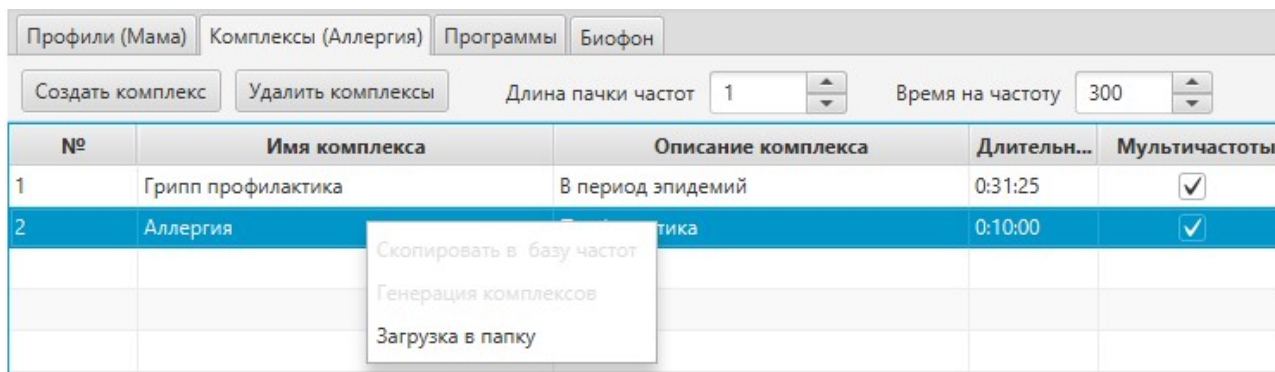 Профили (Мама) Комплексы (Аллергия) Программы Биофон
Создать комплекс Удалить комплексы Длина пачки частот 1 Время на частоту 300
№ Имя комплекса Описание комплекса Длительн... Мультичастоты
1 Грипп профилактика В период эпидемий 0:31:25
2 Аллергия 0:10:00
Скопировать в базу частот
Генерация комплексов
Загрузка в папку